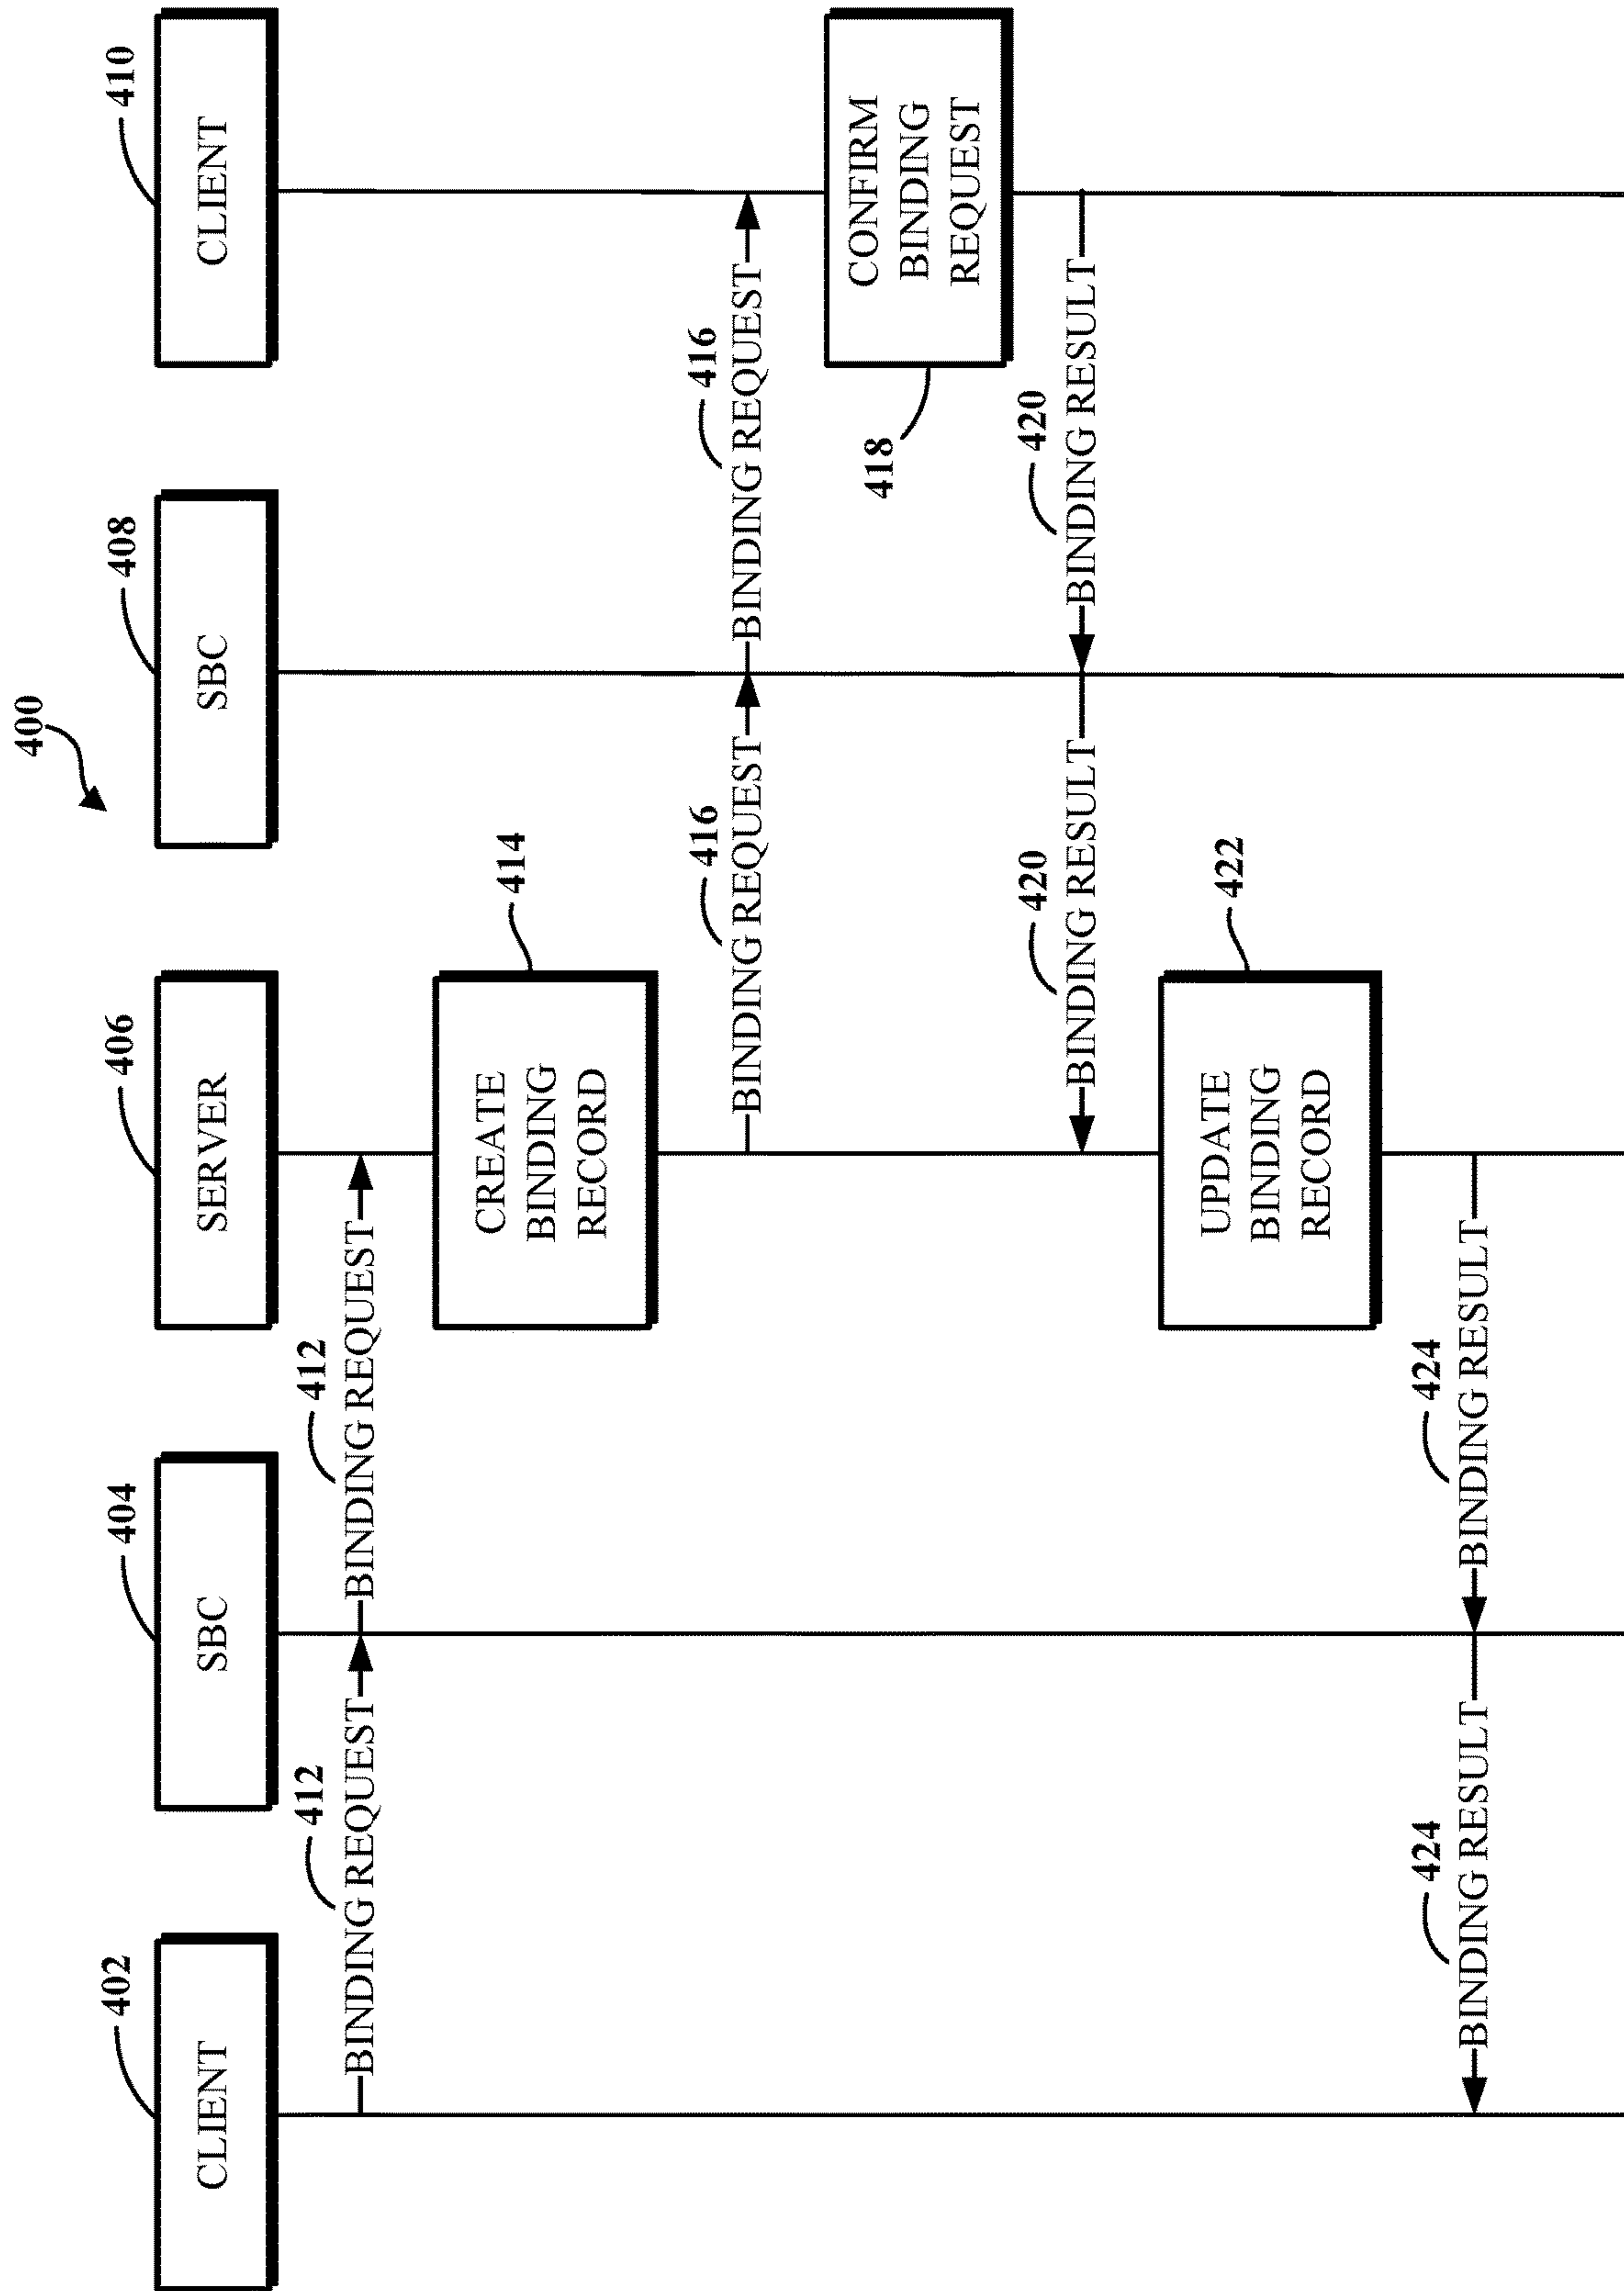 400
402
404
406
408
410
CLIENT
SBC
SERVER
SBC
CLIENT
412
412
BINDING REQUEST
BINDING REQUEST
414
CREATE
BINDING
RECORD
416
416
BINDING REQUEST
BINDING REQUEST
418
CONFIRM
BINDING
REQUEST
420
420
BINDING RESULT
BINDING RESULT
422
UPDATE
BINDING
RECORD
424
424
BINDING RESULT
BINDING RESULT